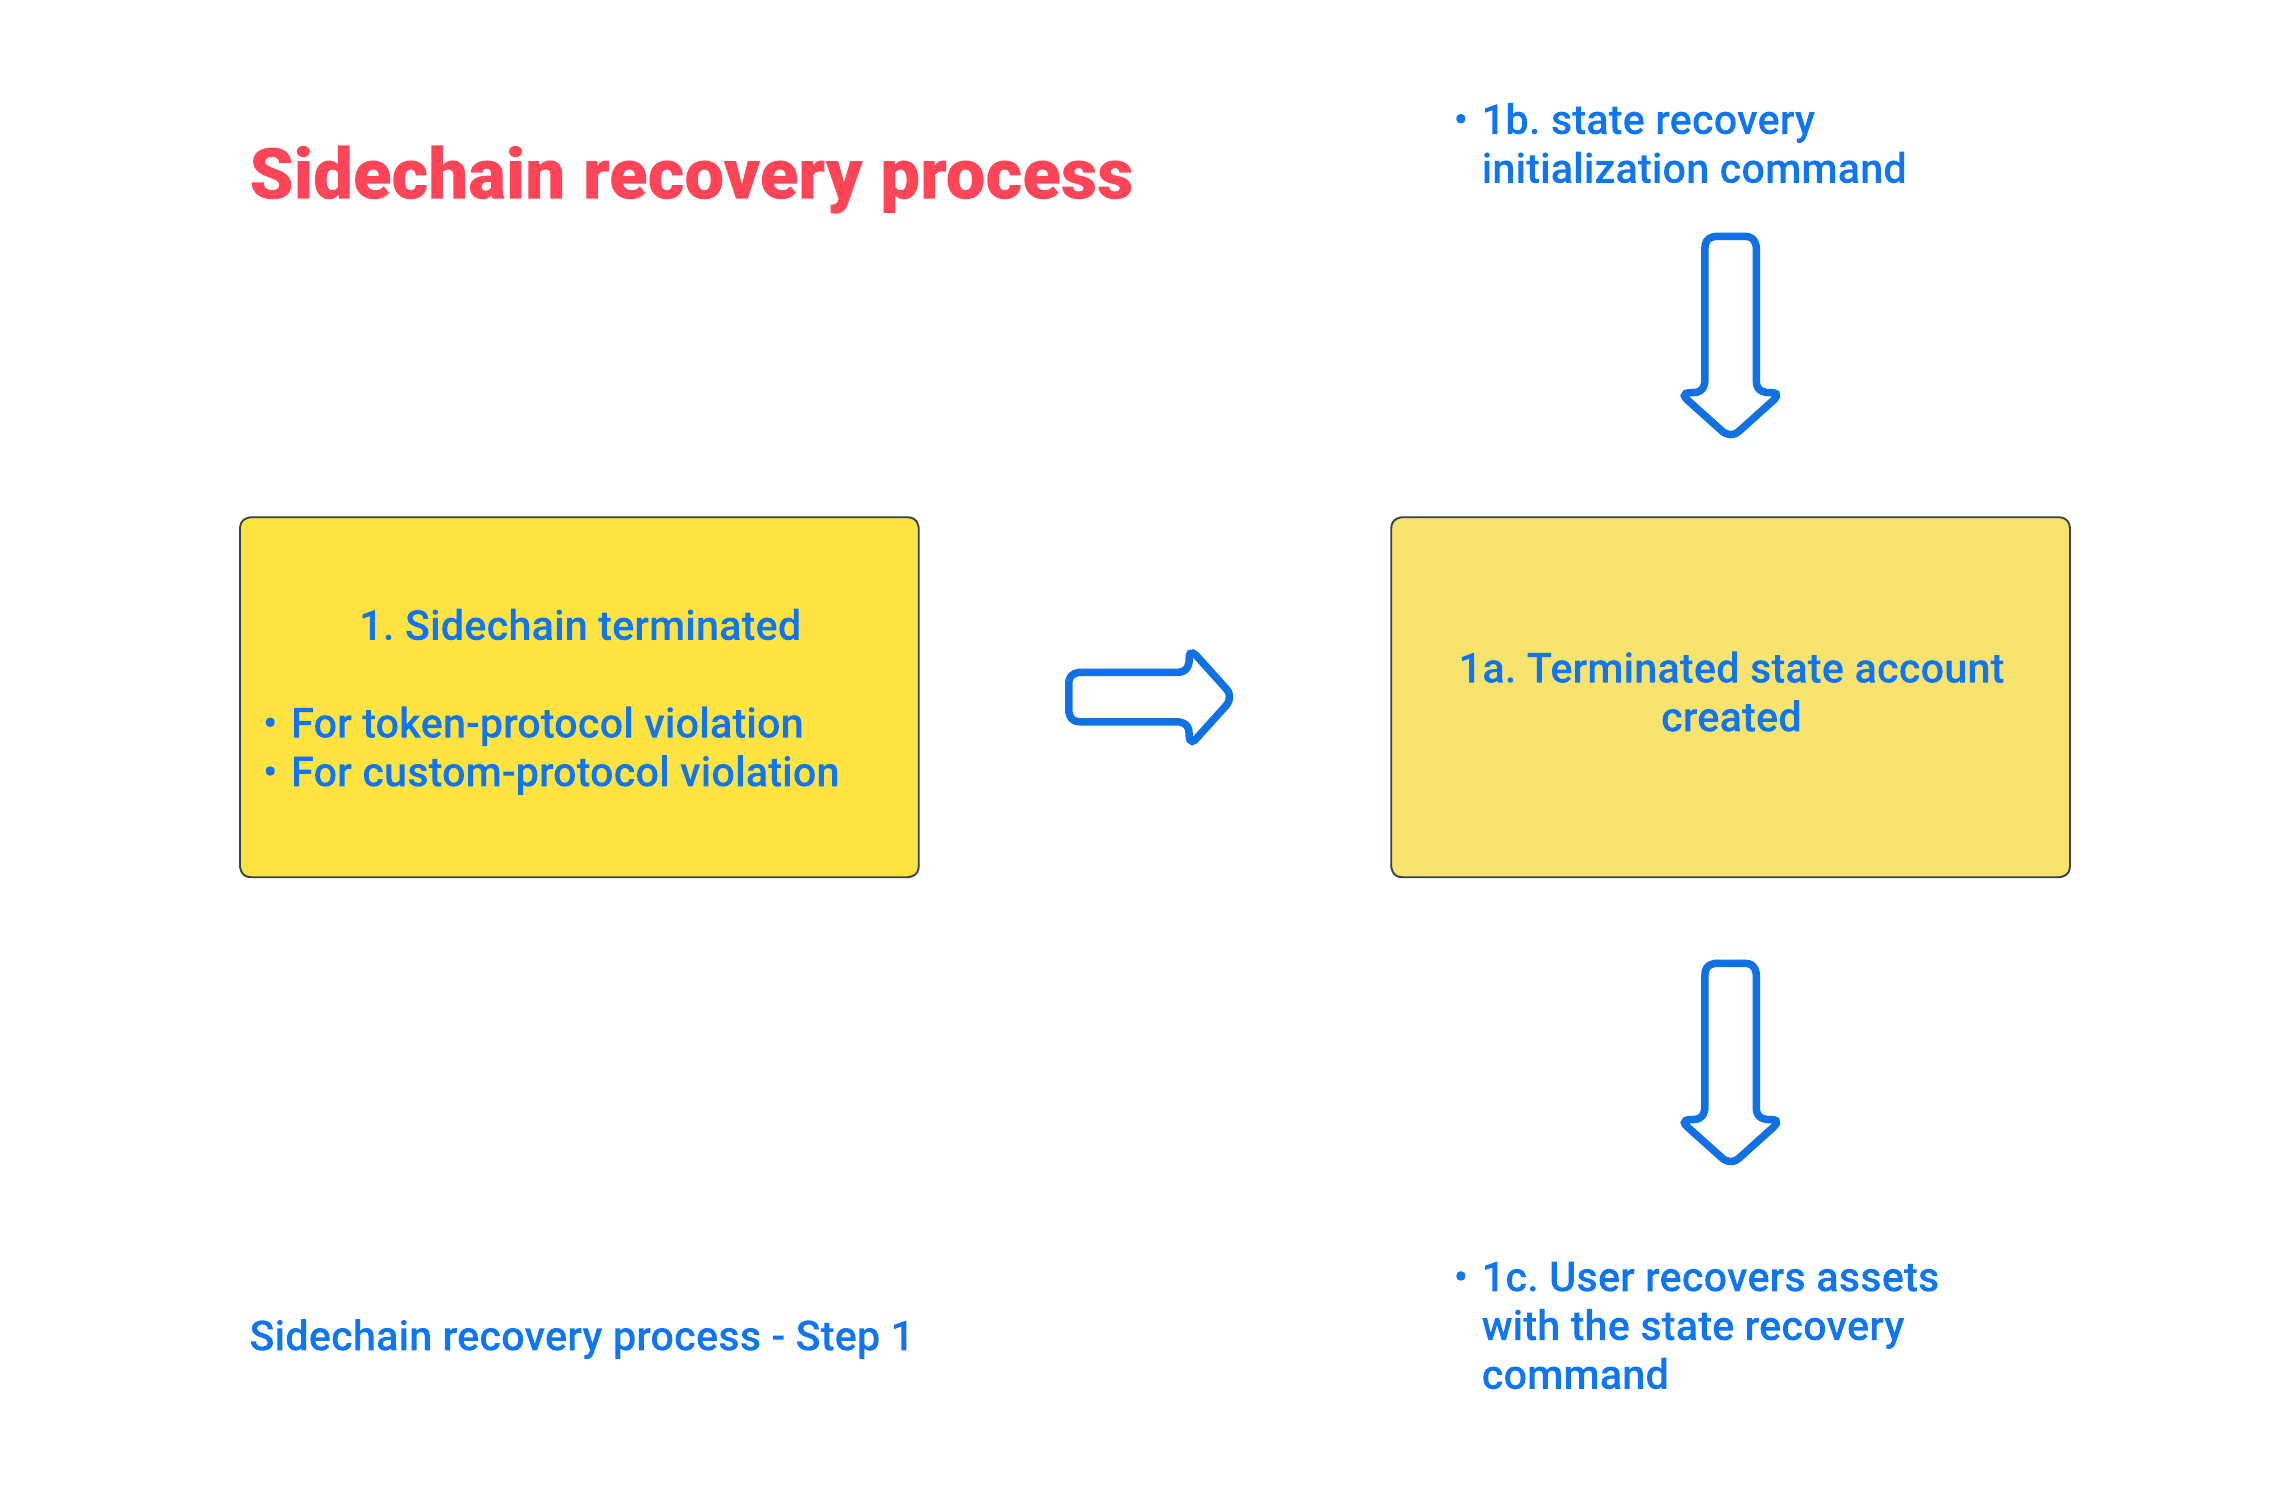 Sidechain recovery process
• 1b. state recovery
initialization command
1. Sidechain terminated
• For token-protocol violation
• For custom-protocol violation
1a. Terminated state account
created
• 1c. User recovers assets
with the state recovery
command
Sidechain recovery process - Step 1